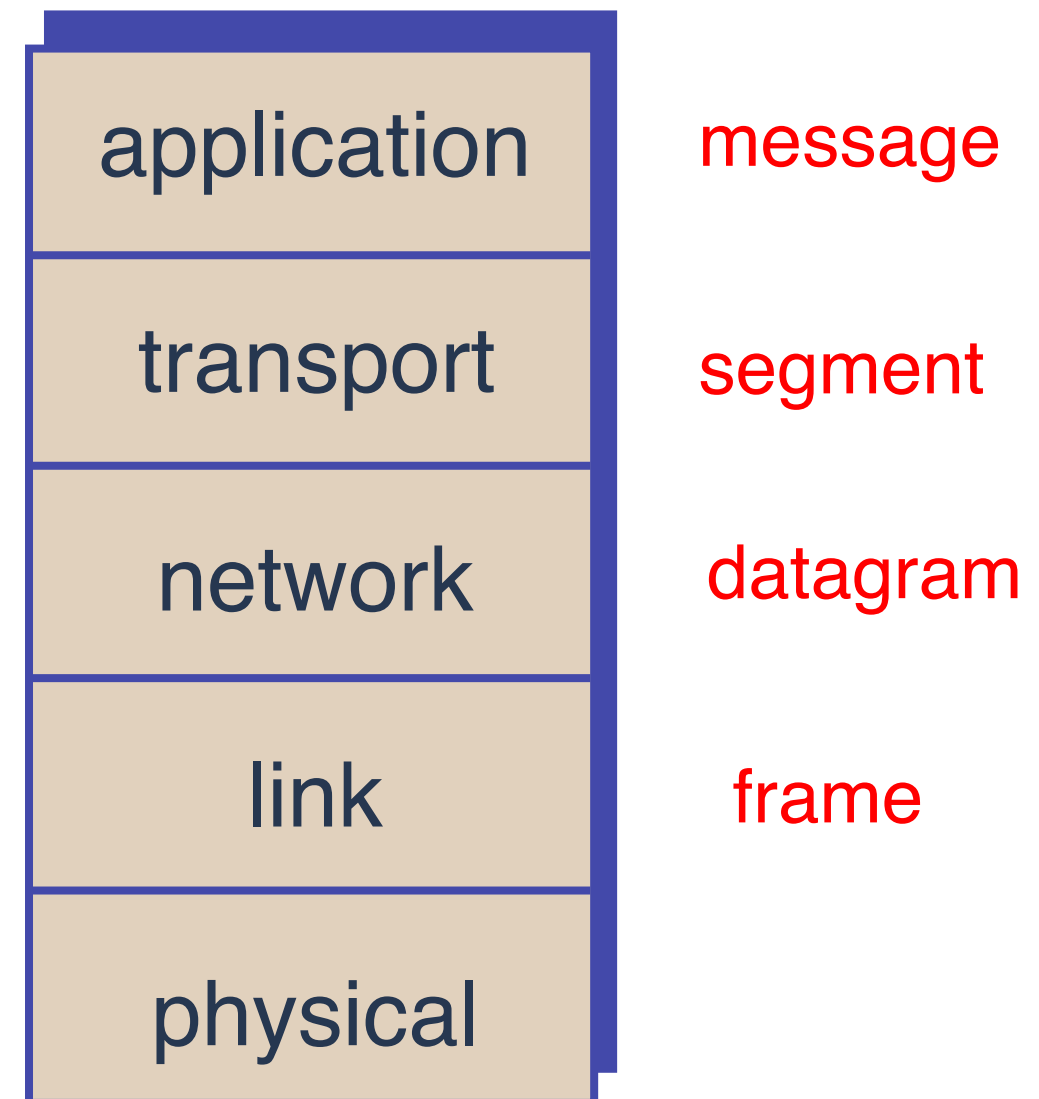 application message
transport segment
network datagram
link frame
physical